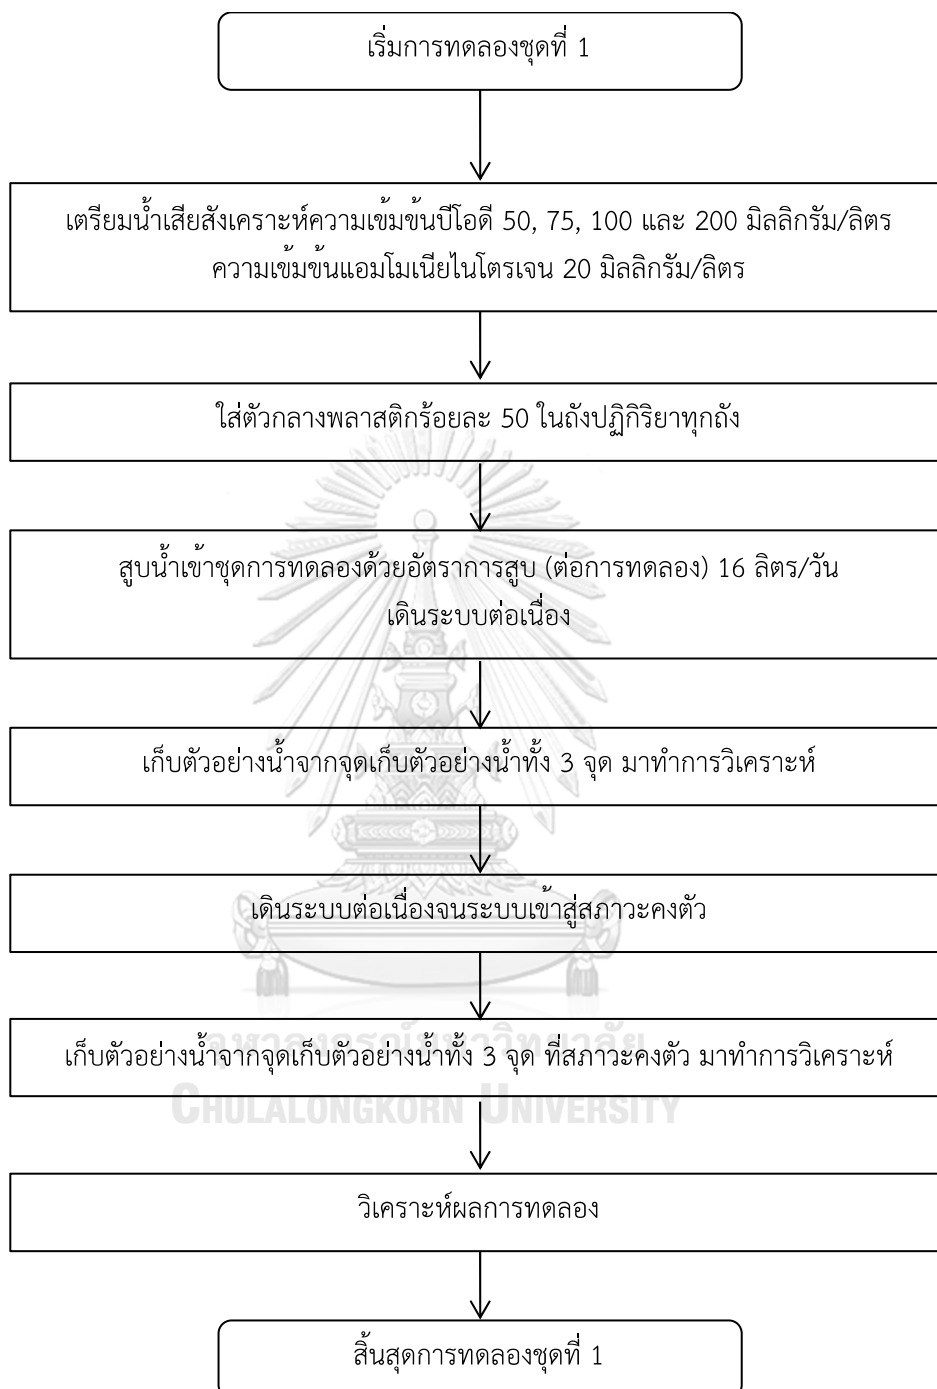 เริ่มการทดลองชุดที่ 1
เตรียมน้ำเสียสังเคราะห์ความเข้มข้นบีโอดี 50, 75, 100 และ 200 มิลลิกรัม/ลิตร
ความเข้มข้นแอมโมเนียไนโตรเจน 20 มิลลิกรัม/ลิตร
ใส่ตัวกลางพลาสติกร้อยละ 50 ในถังปฏิกิริยาทุกถัง
สูบน้ำเข้าชุดการทดลองด้วยอัตราการสูบ (ต่อการทดลอง) 16 ลิตร/วัน
เดินระบบต่อเนื่อง
เก็บตัวอย่างน้ำจากจุดเก็บตัวอย่างน้ำทั้ง 3 จุด มาทำการวิเคราะห์
เดินระบบต่อเนื่องจนระบบเข้าสู่สภาวะคงตัว
จุฬาลงกรณ์มหาวิทยาลัย
เก็บตัวอย่างน้ำจากจุดเก็บตัวอย่างน้ำทั้ง 3 จุด ที่สภาวะคงตัว มาทำการวิเคราะห์
CHULALONGKORN UNIVERSITY
วิเคราะห์ผลการทดลอง
สิ้นสุดการทดลองชุดที่ 1